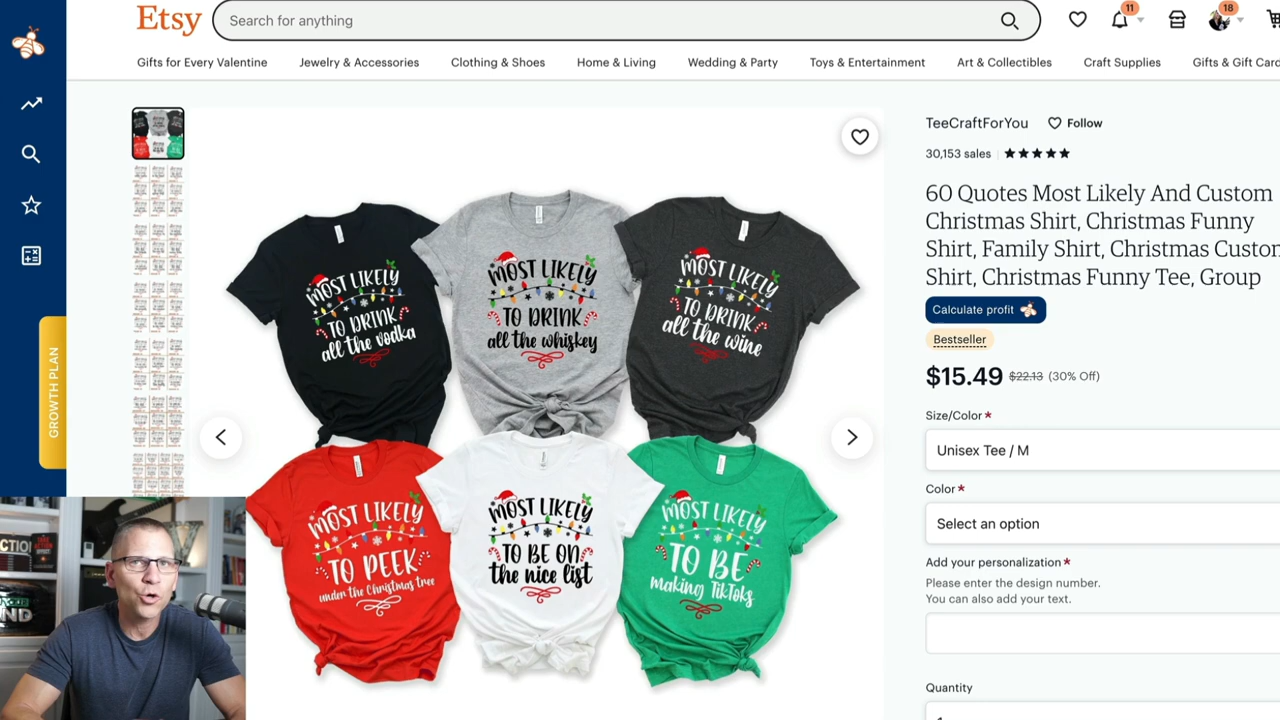 Etsy
Search for anything
11
18
Gifts for Every Valentine
Jewelry & Accessories
Clothing & Shoes
Home & Living
Wedding & Party
Toys & Entertainment
Art & Collectibles
Craft Supplies
Gifts & Gift Card
TeeCraftForYou
Follow
30,153 sales
60 Quotes Most Likely And Custom
Christmas Shirt, Christmas Funny
Shirt, Family Shirt, Christmas Custom
Shirt, Christmas Funny Tee, Group
Calculate profit
Bestseller
$15.49 $22.13 (30% Off)
Size/Color*
Unisex Tee / M
Color*
Select an option
Add your personalization*
Please enter the design number.
You can also add your text.
Quantity
MOST LIKELY
TO DRINK
all the vodka
MOST LIKELY
TO DRINK
all the whiskey
MOST LIKELY
TO DRINK
all the wine
MOST LIKELY
TO PEEK
under the Christmas tree
MOST LIKELY
TO BE ON
the nice list
MOST LIKELY
TO BE
making TikToks
GROWTH PLAN